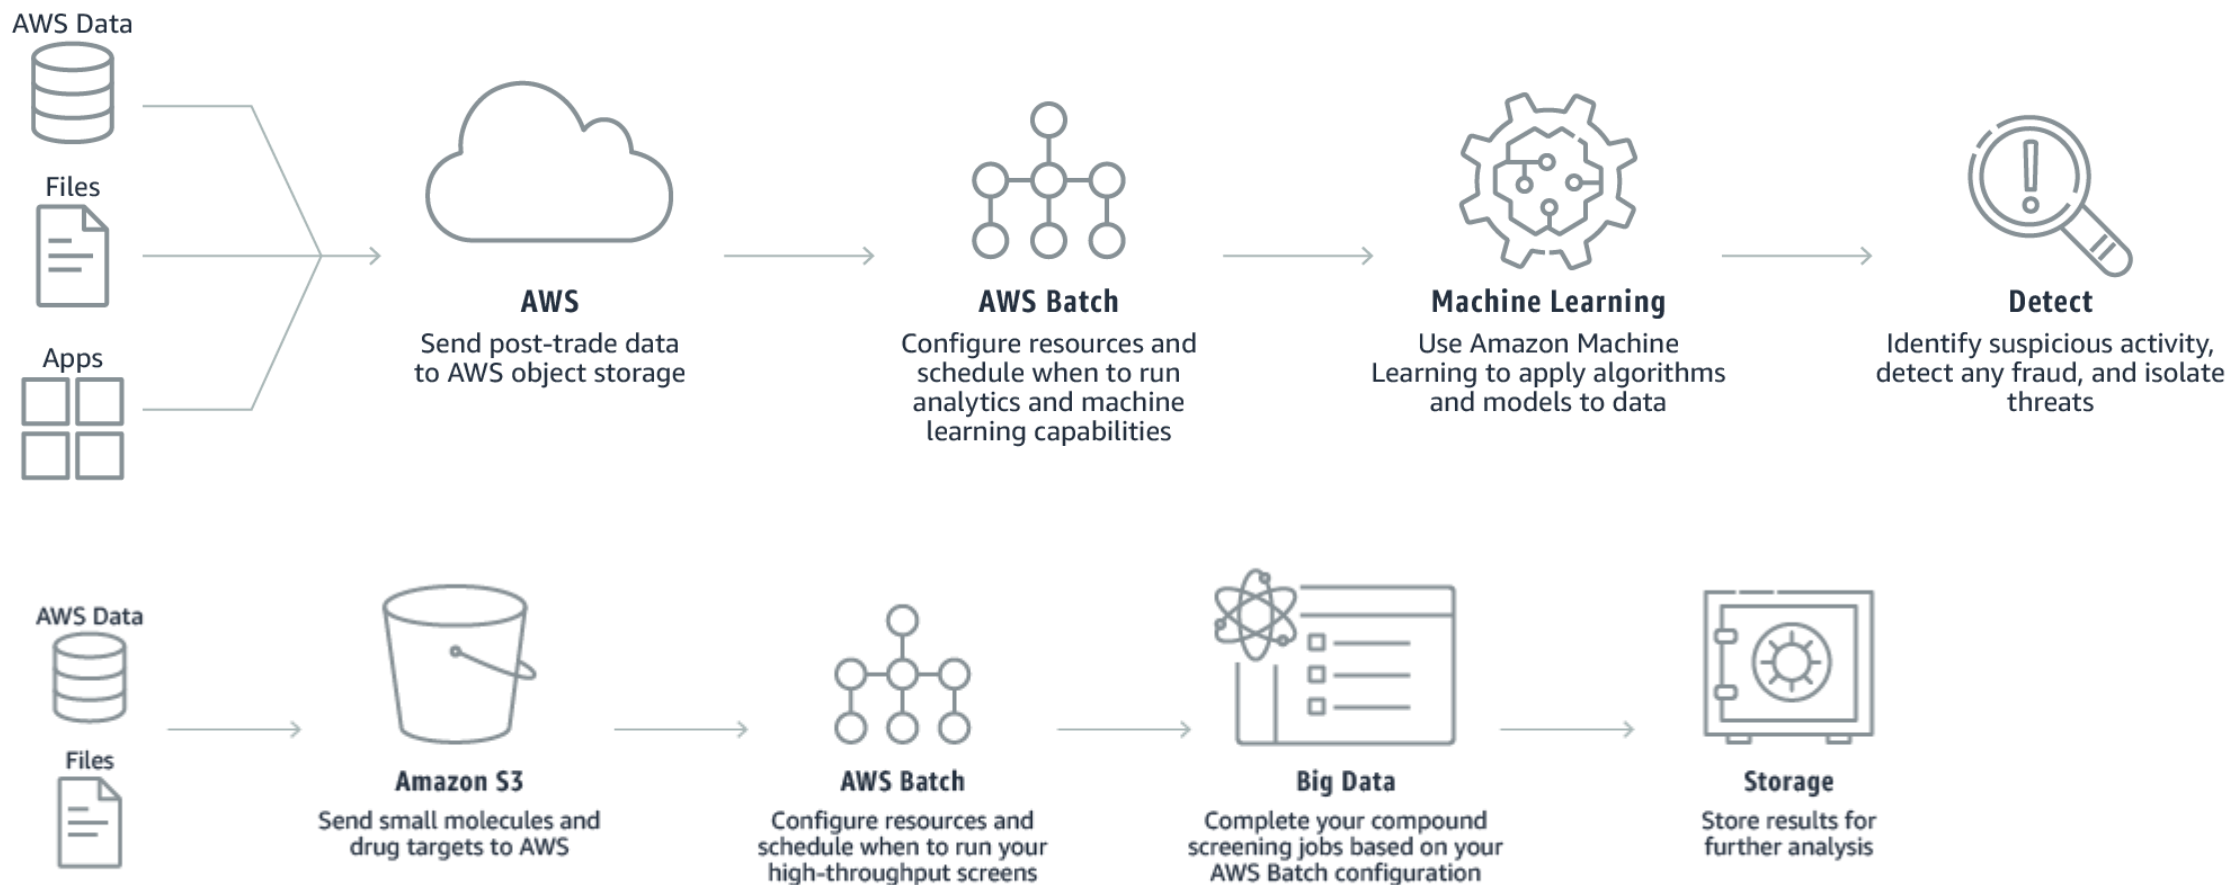 AWS Data
Files
Apps
AWS
Send post-trade data
to AWS object storage
AWS Batch
Configure resources and
schedule when to run
analytics and machine
learning capabilities
Machine Learning
Use Amazon Machine
Learning to apply algorithms
and models to data
Detect
Identify suspicious activity,
detect any fraud, and isolate
threats
AWS Data
Files
Amazon S3
Send small molecules and
drug targets to AWS
AWS Batch
Configure resources and
schedule when to run your
high-throughput screens
Big Data
Complete your compound
screening jobs based on your
AWS Batch configuration
Storage
Store results for
further analysis